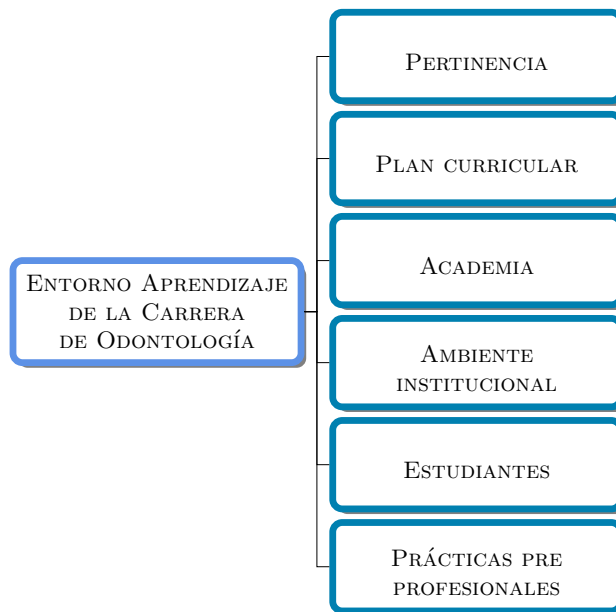 Entorno Aprendizaje
de la Carrera
de Odontología
Pertinencia
Plan curricular
Academia
Ambiente
institucional
Estudiantes
Prácticas pre
profesionales